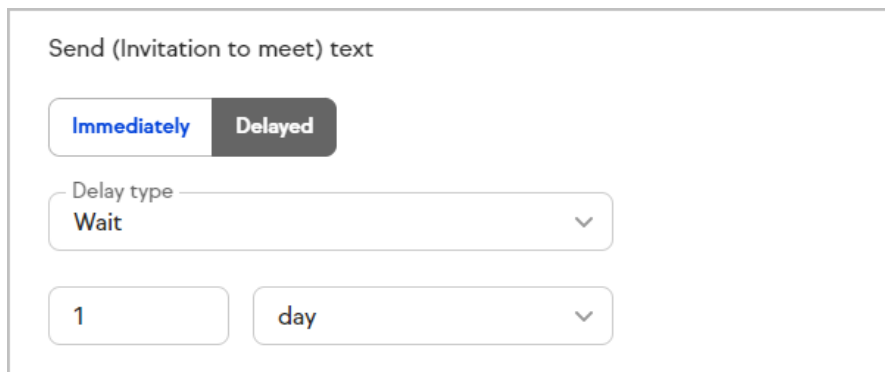 Send (Invitation to meet) text
Immediately Delayed
Delay type
Wait
1 day